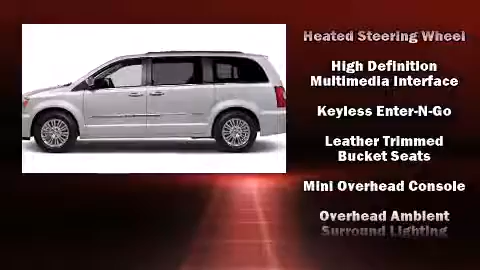 Heated Steering Wheel
High Definition
Multimedia Interface
Keyless Enter-N-Go
Leather Trimmed
Bucket Seats
Mini Overhead Console
Overhead Ambient
Surround Lighting